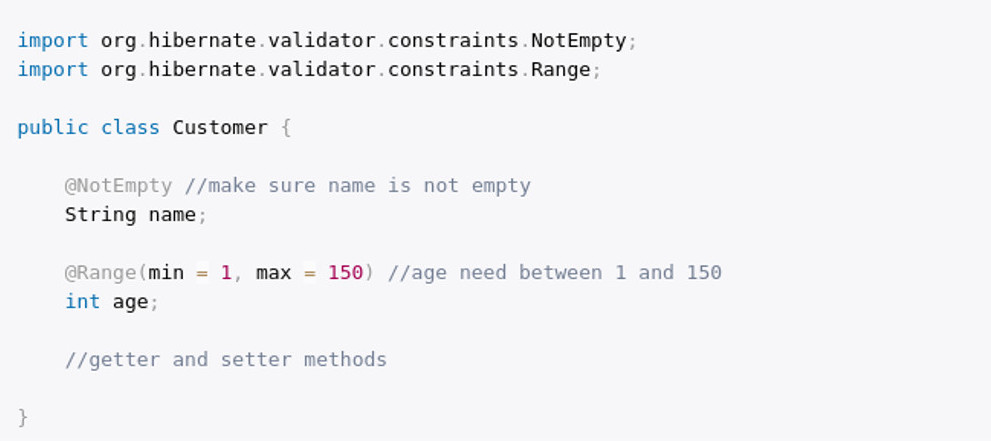 import org.hibernate.validator.constraints.NotEmpty;
import org.hibernate.validator.constraints.Range;
public class Customer {
@NotEmpty //make sure name is not empty
String name;
@Range(min = 1, max = 150) //age need between 1 and 150
int age;
//getter and setter methods
}